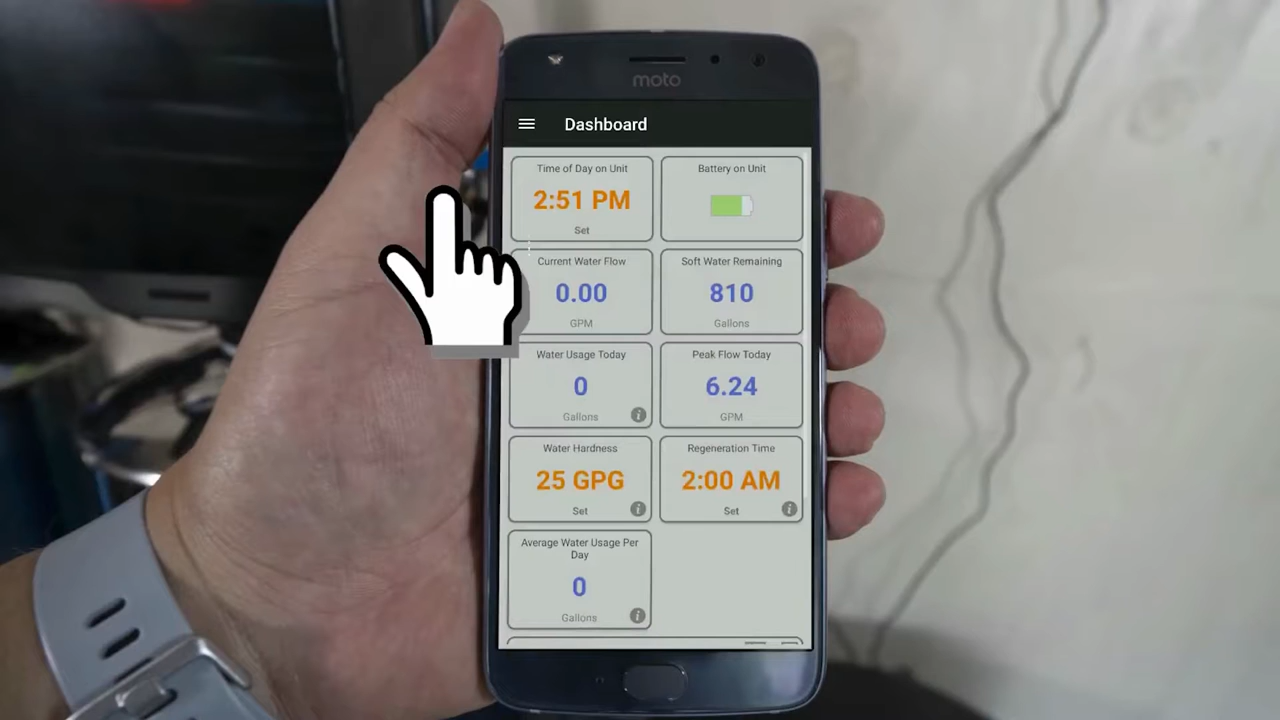 moto
Dashboard
Time of Day on Unit
2:51 PM
Set
Battery on Unit
Current Water Flow
0.00
GPM
Soft Water Remaining
810
Gallons
Water Usage Today
0
Gallons
Peak Flow Today
6.24
GPM
Water Hardness
25 GPG
Set
Regeneration Time
2:00 AM
Set
Average Water Usage Per
Day
0
Gallons